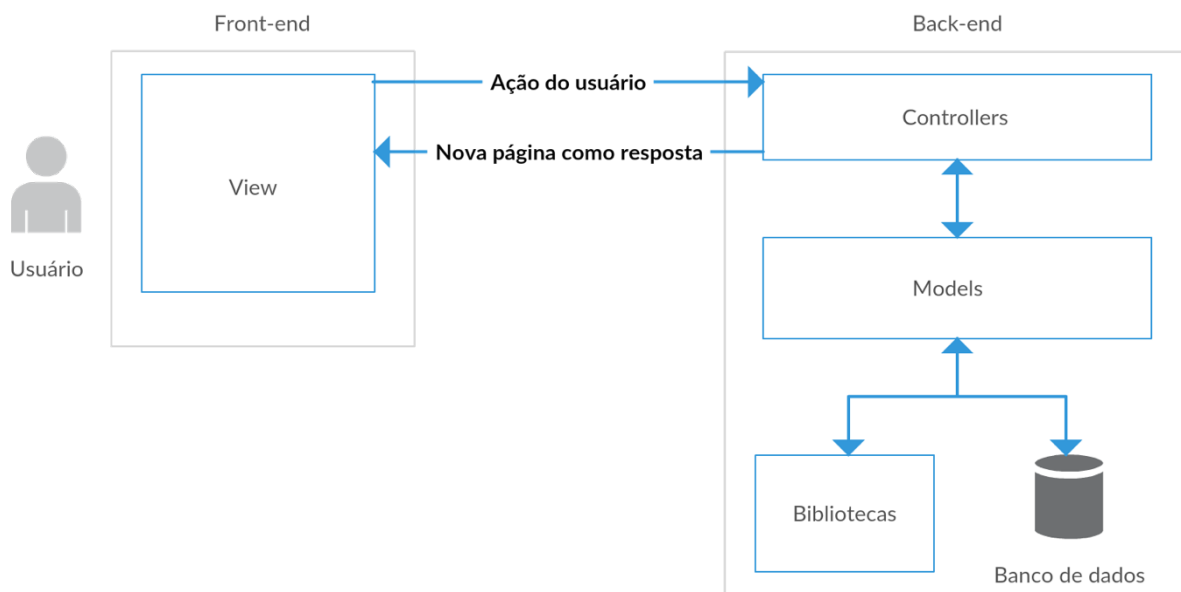 Front-end
Back-end
Ação do usuário
Controllers
Nova página como resposta
View
Usuário
Models
Bibliotecas
Banco de dados